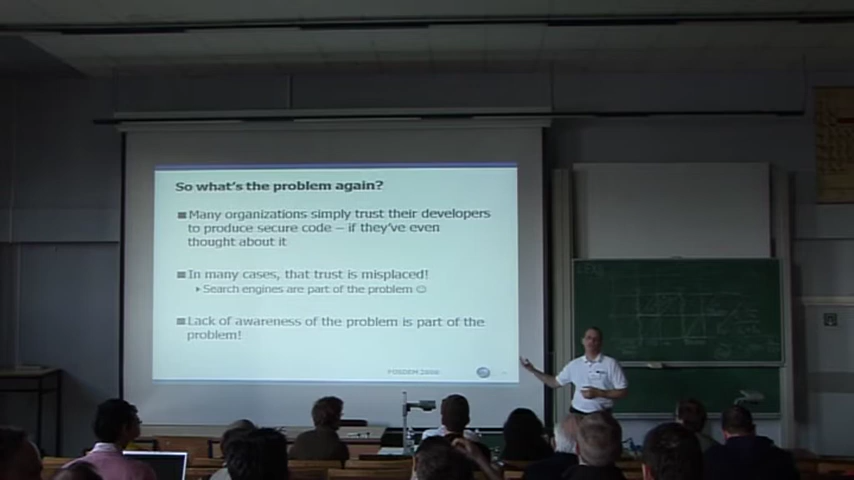 So what's the problem again?
Many organizations simply trust their developers
to produce secure code – if they've even
thought about it
In many cases, that trust is misplaced!
Search engines are part of the problem ☺
Lack of awareness of the problem is part of the
problem!